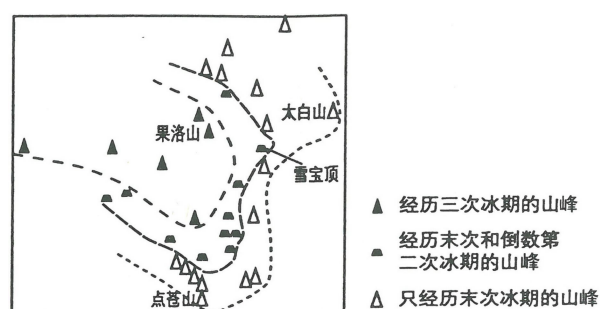 太白山
果洛山
雪宝顶
点苍山
经历三次冰期的山峰
经历末次和倒数第
二次冰期的山峰
只经历末次冰期的山峰